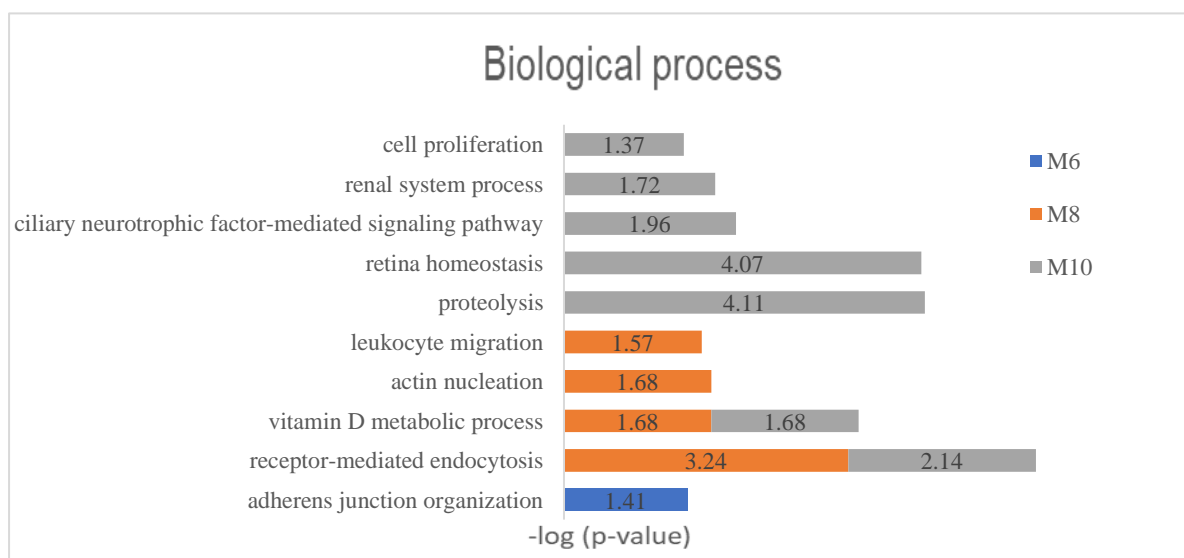 Biological process
cell proliferation 1.37
renal system process 1.72
ciliary neurotrophic factor-mediated signaling pathway 1.96
retina homeostasis 4.07
proteolysis 4.11
leukocyte migration 1.57
actin nucleation 1.68
vitamin D metabolic process 1.68 1.68
receptor-mediated endocytosis 3.24 2.14
adherens junction organization 1.41
-log (p-value)
M6
M8
M10